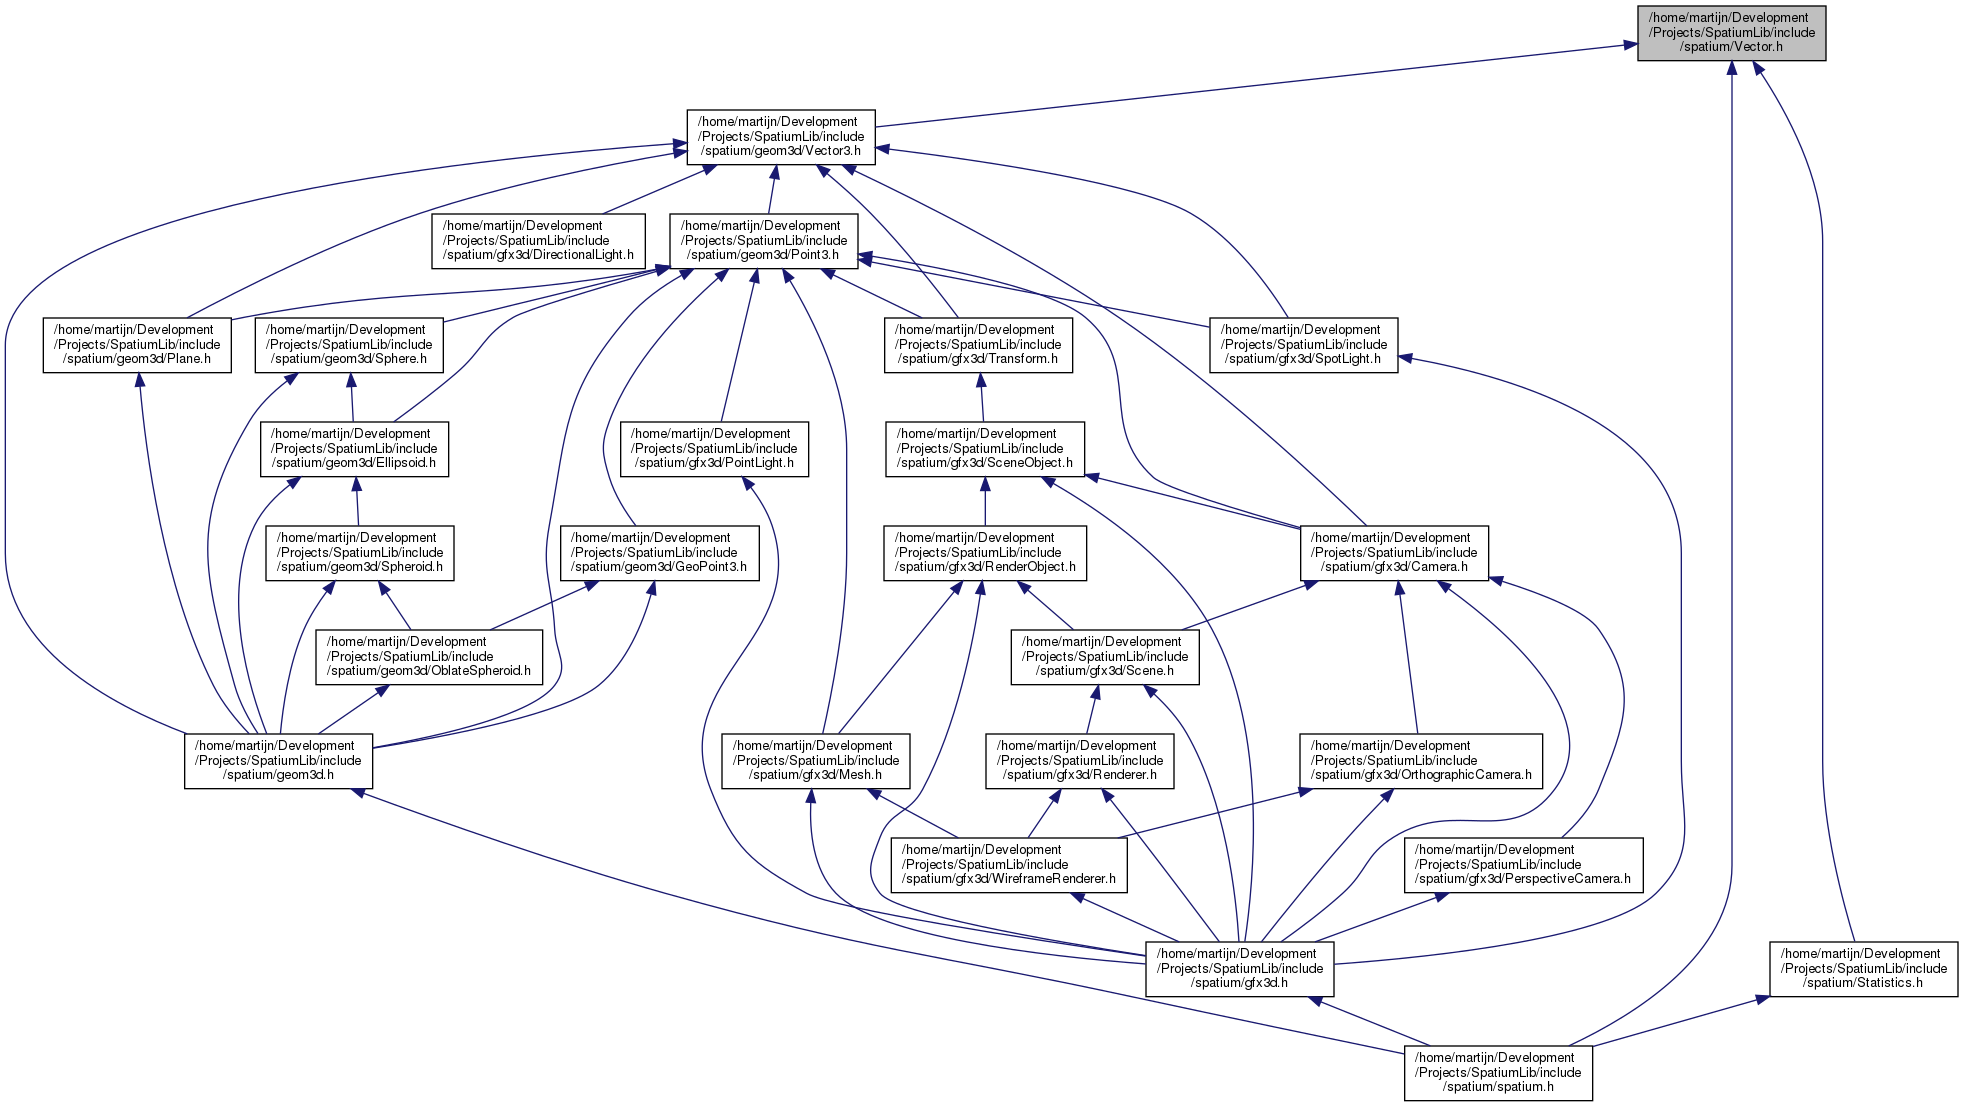 /home/martijn/Development
/Projects/SpatiumLib/include
/spatium/Vector.h
/home/martijn/Development
/Projects/SpatiumLib/include
/spatium/geom3d/Vector3.h
/home/martijn/Development
/Projects/SpatiumLib/include
/spatium/gfx3d/DirectionalLight.h
/home/martijn/Development
/Projects/SpatiumLib/include
/spatium/geom3d/Point3.h
/home/martijn/Development
/Projects/SpatiumLib/include
/spatium/geom3d/Plane.h
/home/martijn/Development
/Projects/SpatiumLib/include
/spatium/geom3d/Sphere.h
/home/martijn/Development
/Projects/SpatiumLib/include
/spatium/gfx3d/Transform.h
/home/martijn/Development
/Projects/SpatiumLib/include
/spatium/gfx3d/SpotLight.h
/home/martijn/Development
/Projects/SpatiumLib/include
/spatium/geom3d/Ellipsoid.h
/home/martijn/Development
/Projects/SpatiumLib/include
/spatium/gfx3d/PointLight.h
/home/martijn/Development
/Projects/SpatiumLib/include
/spatium/gfx3d/SceneObject.h
/home/martijn/Development
/Projects/SpatiumLib/include
/spatium/geom3d/Spheroid.h
/home/martijn/Development
/Projects/SpatiumLib/include
/spatium/geom3d/GeoPoint3.h
/home/martijn/Development
/Projects/SpatiumLib/include
/spatium/gfx3d/RenderObject.h
/home/martijn/Development
/Projects/SpatiumLib/include
/spatium/gfx3d/Camera.h
/home/martijn/Development
/Projects/SpatiumLib/include
/spatium/geom3d/OblateSpheroid.h
/home/martijn/Development
/Projects/SpatiumLib/include
/spatium/gfx3d/Scene.h
/home/martijn/Development
/Projects/SpatiumLib/include
/spatium/geom3d.h
/home/martijn/Development
/Projects/SpatiumLib/include
/spatium/gfx3d/Mesh.h
/home/martijn/Development
/Projects/SpatiumLib/include
/spatium/gfx3d/Renderer.h
/home/martijn/Development
/Projects/SpatiumLib/include
/spatium/gfx3d/OrthographicCamera.h
/home/martijn/Development
/Projects/SpatiumLib/include
/spatium/gfx3d/WireframeRenderer.h
/home/martijn/Development
/Projects/SpatiumLib/include
/spatium/gfx3d/PerspectiveCamera.h
/home/martijn/Development
/Projects/SpatiumLib/include
/spatium/gfx3d.h
/home/martijn/Development
/Projects/SpatiumLib/include
/spatium/Statistics.h
/home/martijn/Development
/Projects/SpatiumLib/include
/spatium/spatium.h